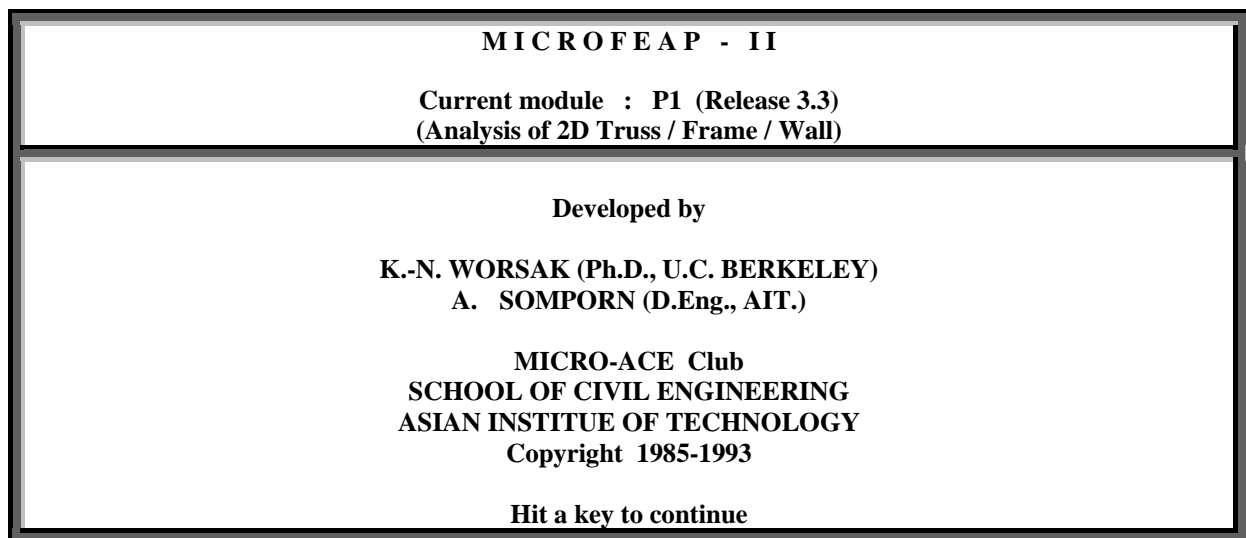 M I C R O F E A P - I I
Current module : P1 (Release 3.3)
(Analysis of 2D Truss / Frame / Wall)
Developed by
K.-N. WORSAK (Ph.D., U.C. BERKELEY)
A. SOMPORN (D.Eng., AIT.)
MICRO-ACE Club
SCHOOL OF CIVIL ENGINEERING
ASIAN INSTITUE OF TECHNOLOGY
Copyright 1985-1993
Hit a key to continue